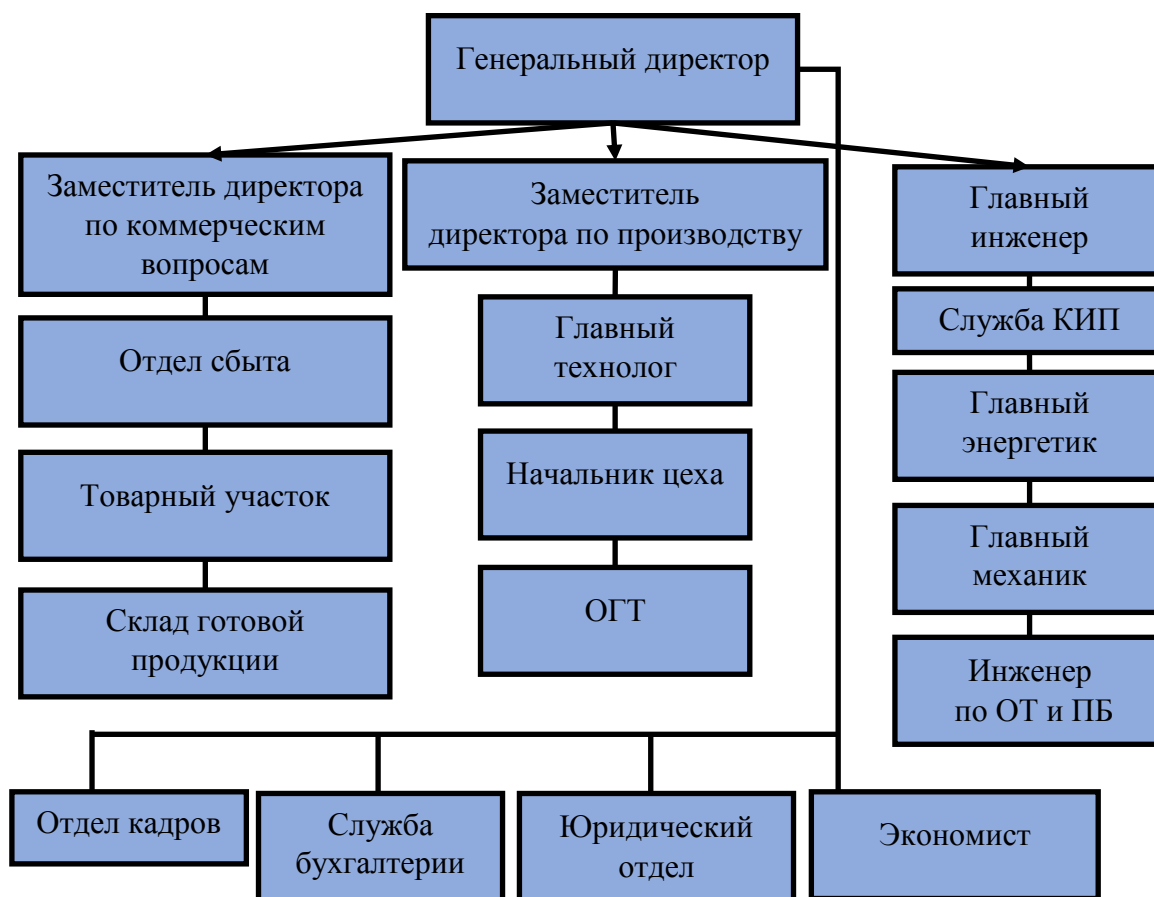 Генеральный директор
Заместитель директора
по коммерческим
вопросам
Заместитель
директора по производству
Главный
инженер
Отдел сбыта
Главный
технолог
Служба КИП
Главный
энергетик
Товарный участок
Начальник цеха
Главный
механик
Склад готовой
продукции
ОГТ
Инженер
по ОТ и ПБ
Отдел кадров
Служба
бухгалтерии
Юридический
отдел
Экономист